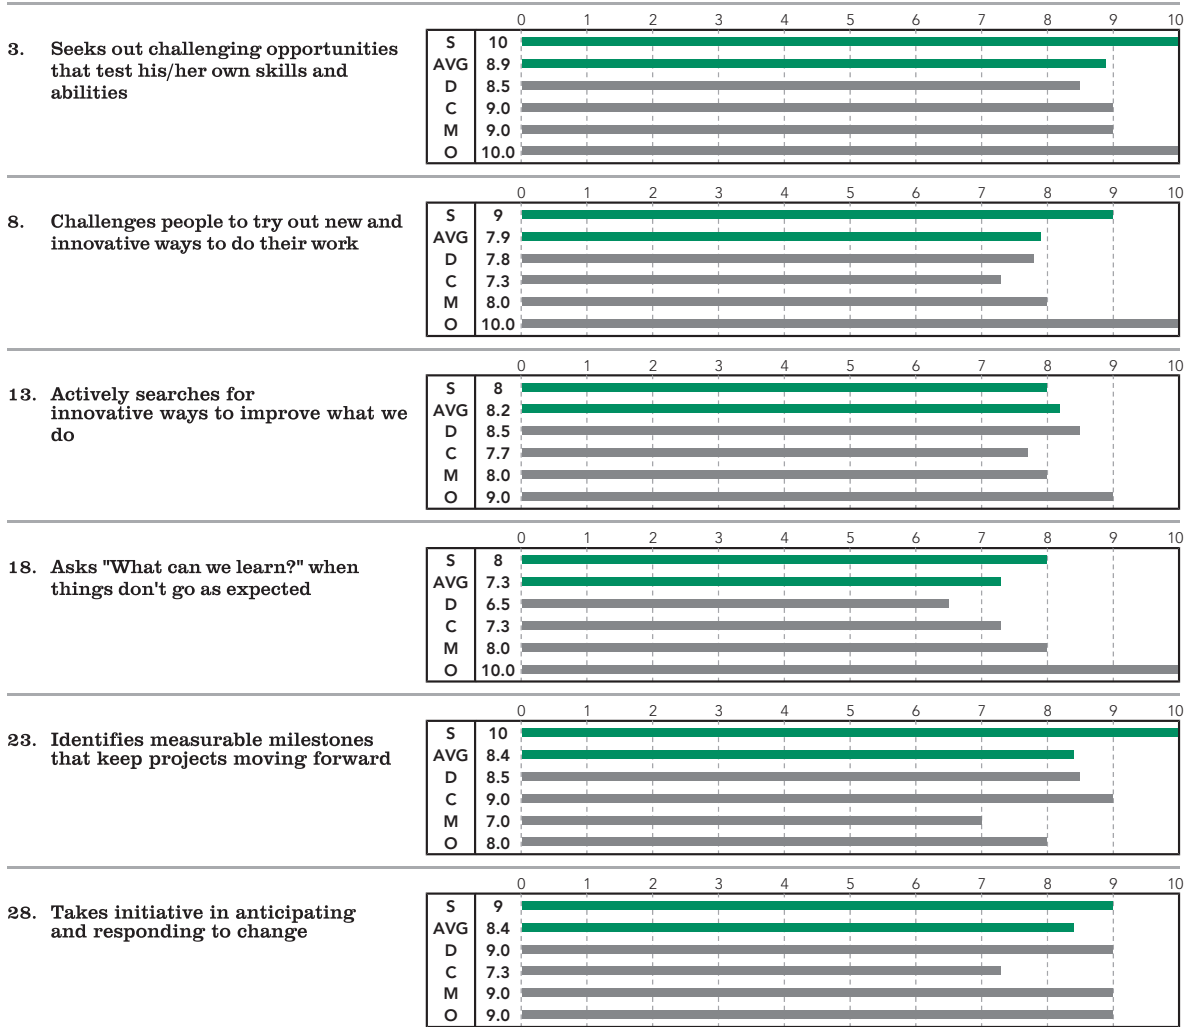 0 1 2 3 4 5 6 7 8 9 10
3. Seeks out challenging opportunities
that test his/her own skills and
abilities
S 10
AVG 8.9
D 8.5
C 9.0
M 9.0
O 10.0
0 1 2 3 4 5 6 7 8 9 10
8. Challenges people to try out new and
innovative ways to do their work
S 9
AVG 7.9
D 7.8
C 7.3
M 8.0
O 10.0
0 1 2 3 4 5 6 7 8 9 10
13. Actively searches for
innovative ways to improve what we
do
S 8
AVG 8.2
D 8.5
C 7.7
M 8.0
O 9.0
0 1 2 3 4 5 6 7 8 9 10
18. Asks "What can we learn?" when
things don't go as expected
S 8
AVG 7.3
D 6.5
C 7.3
M 8.0
O 10.0
0 1 2 3 4 5 6 7 8 9 10
23. Identifies measurable milestones
that keep projects moving forward
S 10
AVG 8.4
D 8.5
C 9.0
M 7.0
O 8.0
0 1 2 3 4 5 6 7 8 9 10
28. Takes initiative in anticipating
and responding to change
S 9
AVG 8.4
D 9.0
C 7.3
M 9.0
O 9.0